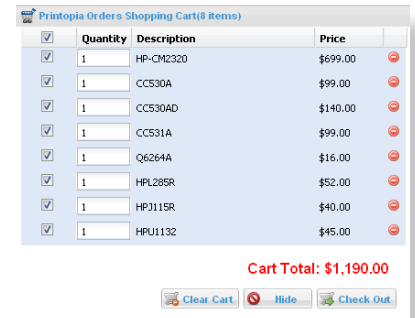 Printopia Orders Shopping Cart(8 items)
Quantity Description Price
1 HP-CM2320 $699.00
1 CC530A $99.00
1 CC530AD $140.00
1 CC531A $99.00
1 Q6264A $16.00
1 HPL285R $52.00
1 HPJ115R $40.00
1 HPU1132 $45.00
Cart Total: $1,190.00
Clear Cart Hide Check Out